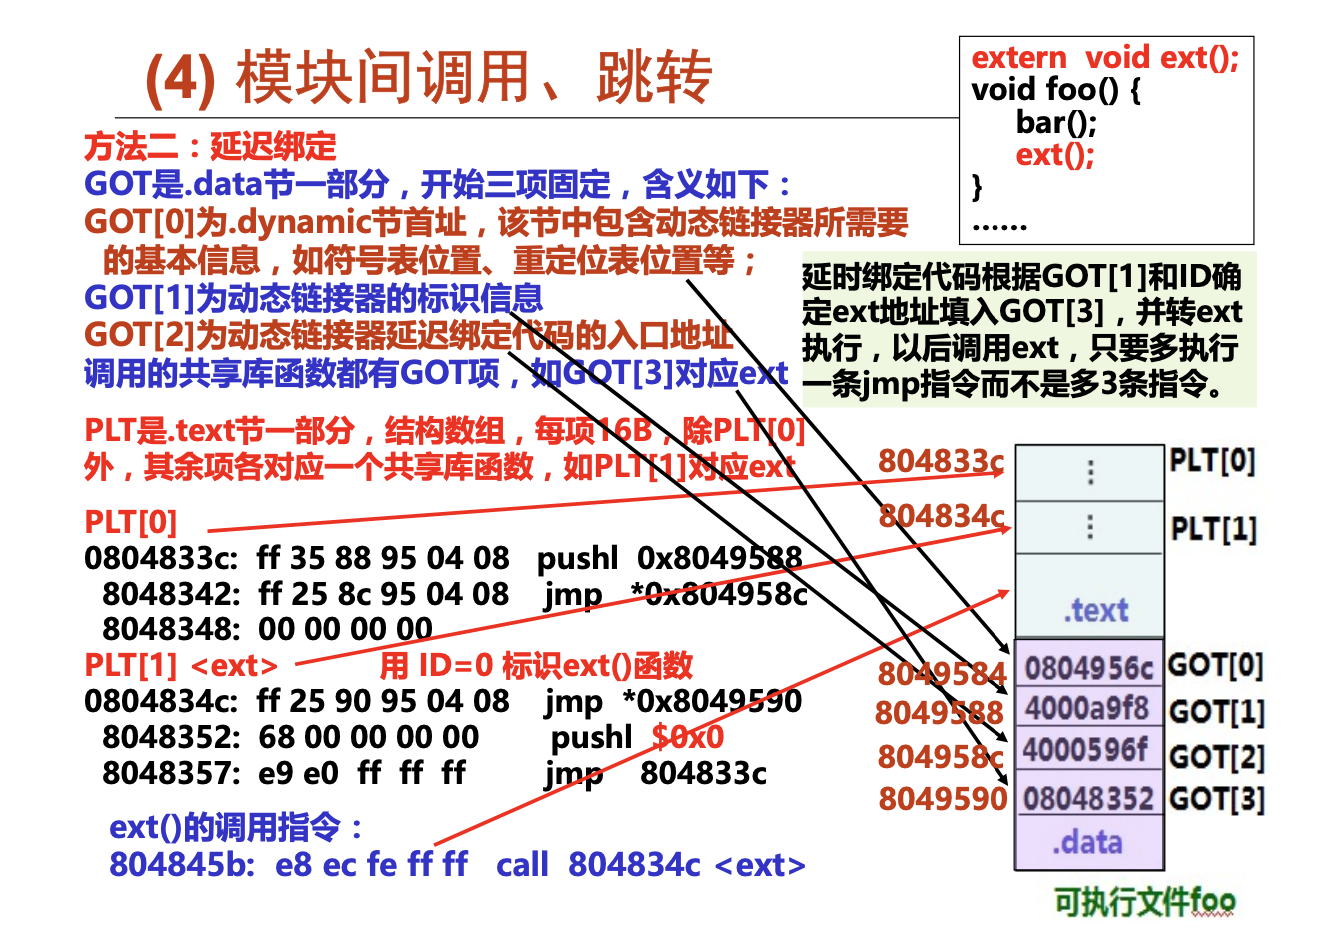 (4) 模块间调用、跳转
extern void ext();
void foo() {
bar();
ext();
}
……
方法二：延迟绑定
GOT是.data节一部分，开始三项固定，含义如下：
GOT[0]为.dynamic节首址，该节中包含动态链接器所需要
的基本信息，如符号表位置、重定位表位置等；
GOT[1]为动态链接器的标识信息
GOT[2]为动态链接器延迟绑定代码的入口地址
调用的共享库函数都有GOT项，如GOT[3]对应ext
延时绑定代码根据GOT[1]和ID确
定ext地址填入GOT[3]，并转ext
执行，以后调用ext，只要多执行
一条jmp指令而不是多3条指令。
PLT是.text节一部分，结构数组，每项16B，除PLT[0]
外，其余项各对应一个共享库函数，如PLT[1]对应ext
PLT[0]
0804833c: ff 35 88 95 04 08 pushl 0x8049588
8048342: ff 25 8c 95 04 08 jmp *0x804958c
8048348: 00 00 00 00
PLT[1] <ext> 用 ID=0 标识ext()函数
0804834c: ff 25 90 95 04 08 jmp *0x8049590
8048352: 68 00 00 00 00 pushl $0x0
8048357: e9 e0 ff ff ff jmp 804833c
ext()的调用指令：
804845b: e8 ec fe ff ff call 804834c <ext>
804833c ⋮ PLT[0]
804834c ⋮ PLT[1]
.text
8049584 0804956c GOT[0]
8049588 4000a9f8 GOT[1]
804958c 4000596f GOT[2]
8049590 08048352 GOT[3]
.data
可执行文件foo